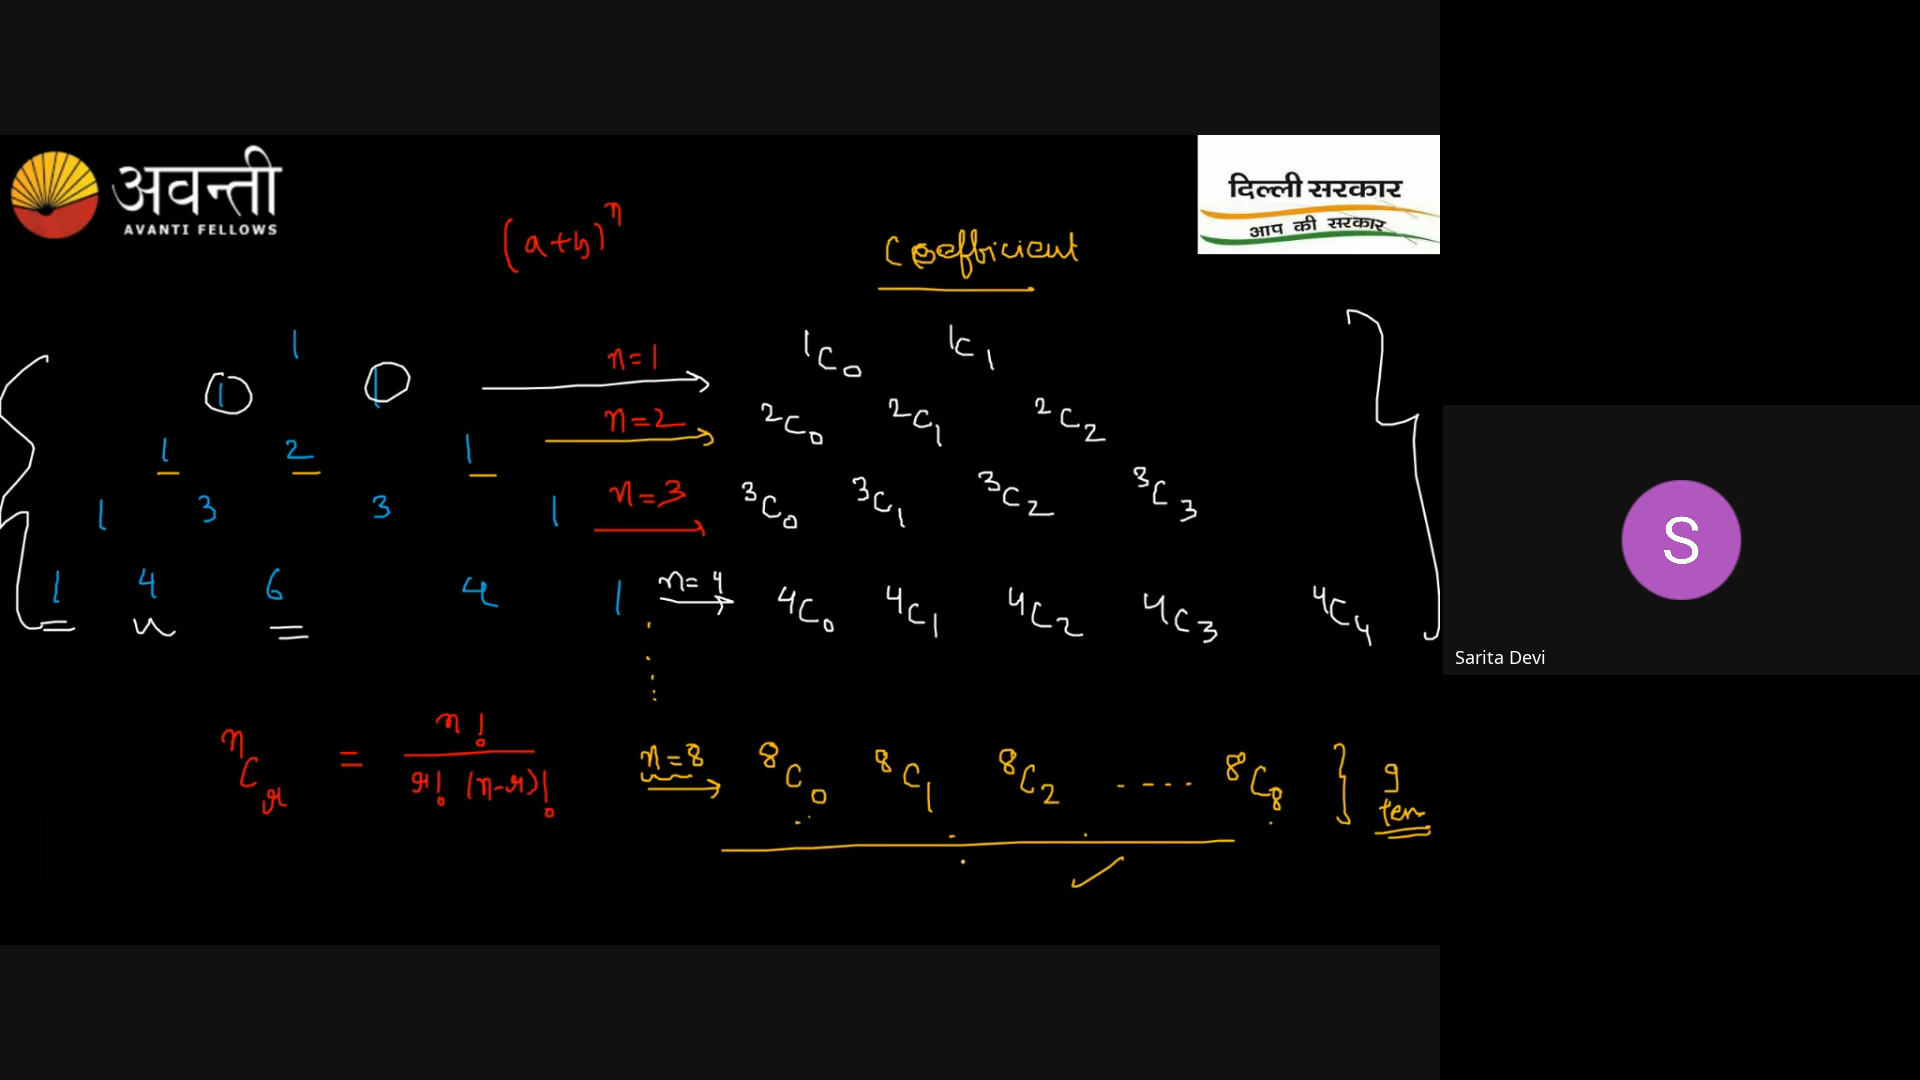 अवन्ती
AVANTI FELLOWS
दिल्ली सरकार
आप की सरकार
(a+b)^n
Coefficient
1
1 1 n=1 ¹C₀ ¹C₁
1 2 1 n=2 ²C₀ ²C₁ ²C₂
1 3 3 1 n=3 ³C₀ ³C₁ ³C₂ ³C₃
1 4 6 4 1 n=4 ⁴C₀ ⁴C₁ ⁴C₂ ⁴C₃ ⁴C₄
ⁿCᵣ = n! / r! (n-r)!
n=8 ⁸C₀ ⁸C₁ ⁸C₂ ---- ⁸C₈ } 9
S
Sarita Devi